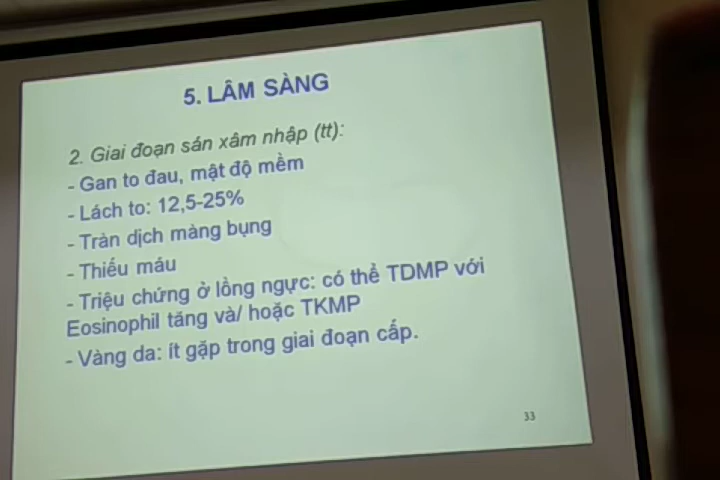 5. LÂM SÀNG
2. Giai đoạn sán xâm nhập (tt):
- Gan to đau, mật độ mềm
- Lách to: 12,5-25%
- Tràn dịch màng bụng
- Thiếu máu
- Triệu chứng ở lồng ngực: có thể TDMP với
Eosinophil tăng và/ hoặc TKMP
- Vàng da: ít gặp trong giai đoạn cấp.
33